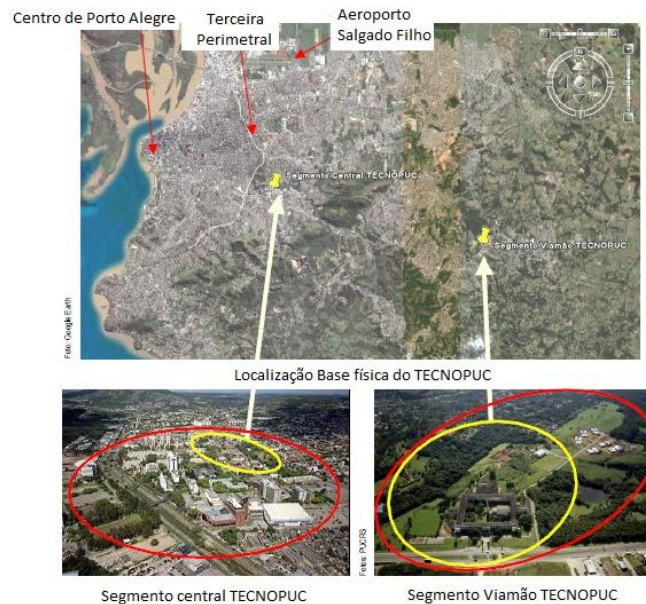 Centro de Porto Alegre
Terceira
Perimetral
Aeroporto
Salgado Filho
Segmento Central TECNOPUC
Segmento Viamão TECNOPUC
Foto: Google Earth
Localização Base física do TECNOPUC
Fotos: PUCRS
Segmento central TECNOPUC
Segmento Viamão TECNOPUC